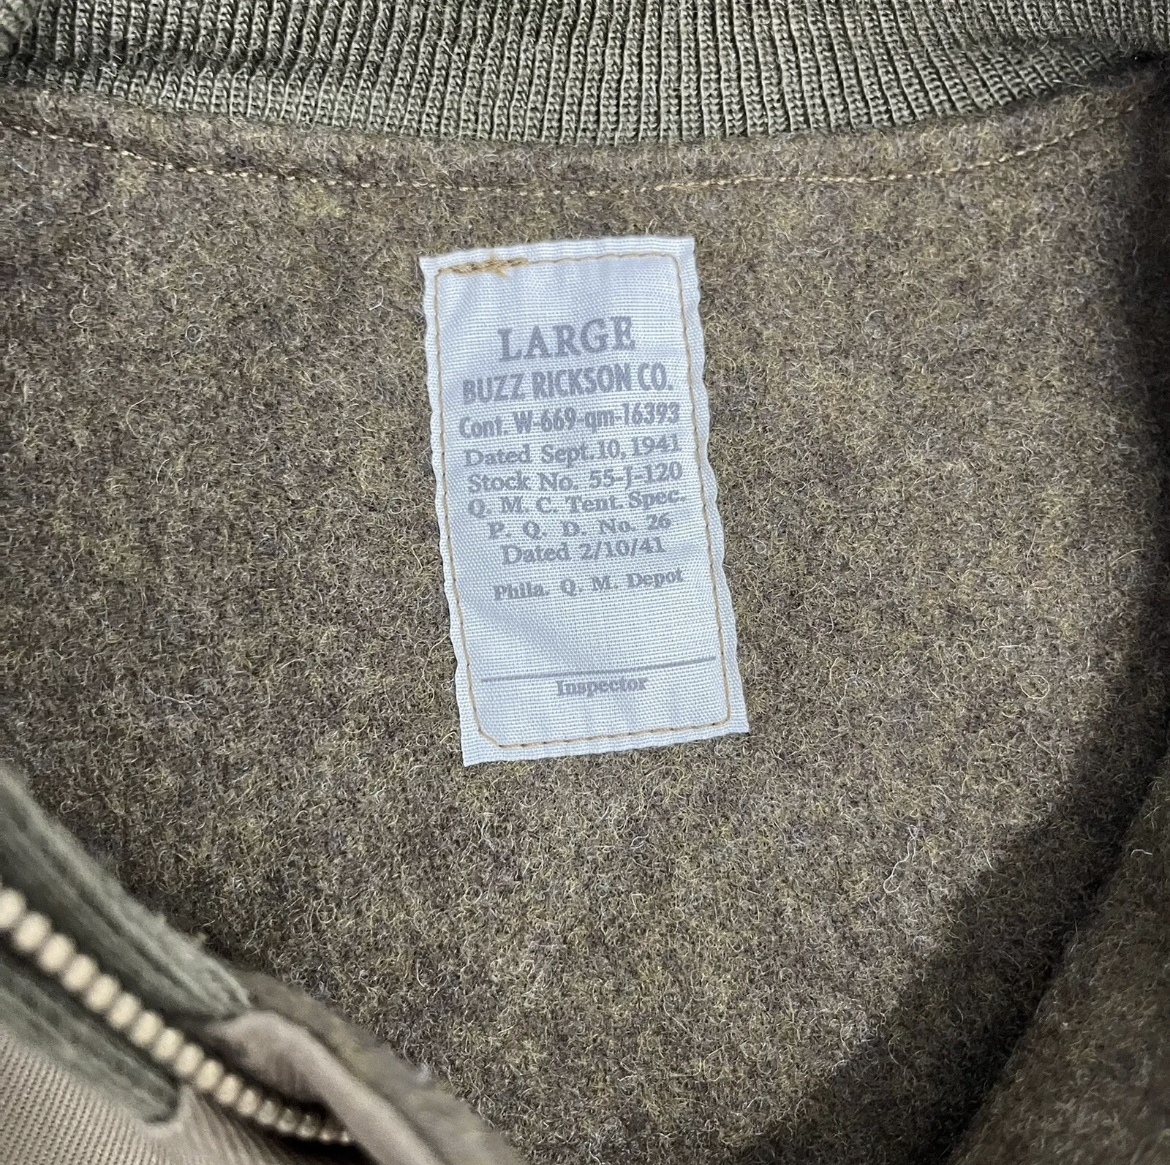 LARGE
BUZZ RICKSON CO.
Cont. W-669-qm-16393
Dated Sept. 10, 1941
Stock No. 55-J-120
Q. M. C. Tent. Spec.
P. Q. D. No. 26
Dated 2/10/41
Phila. Q. M. Depot
Inspector